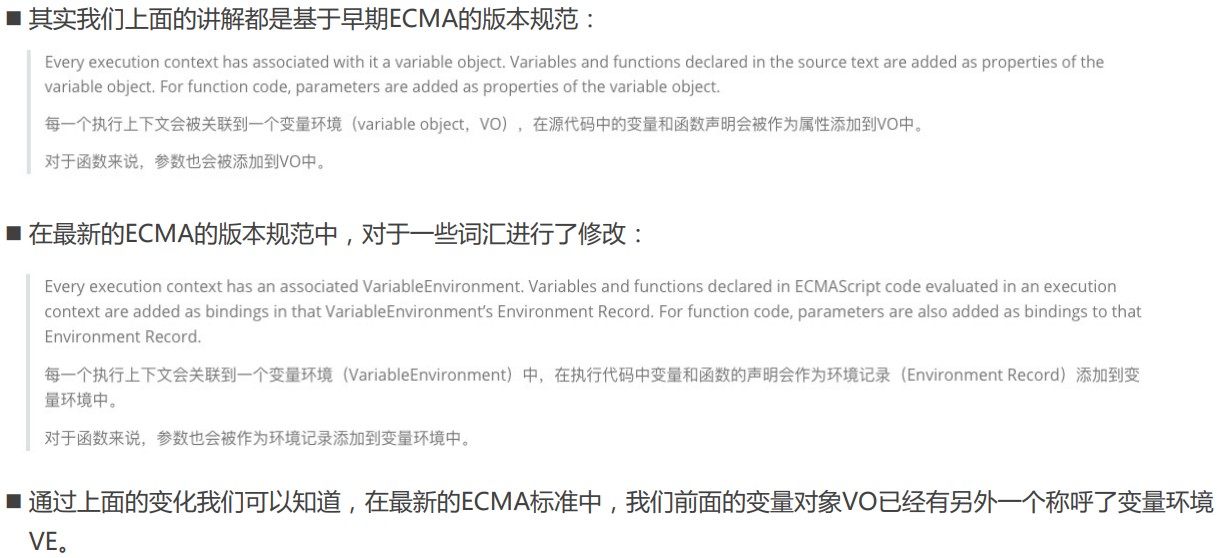 ■ 其实我们上面的讲解都是基于早期ECMA的版本规范：
Every execution context has associated with it a variable object. Variables and functions declared in the source text are added as properties of the
variable object. For function code, parameters are added as properties of the variable object.
每一个执行上下文会被关联到一个变量环境（variable object，VO），在源代码中的变量和函数声明会被作为属性添加到VO中。
对于函数来说，参数也会被添加到VO中。
■ 在最新的ECMA的版本规范中，对于一些词汇进行了修改：
Every execution context has an associated VariableEnvironment. Variables and functions declared in ECMAScript code evaluated in an execution
context are added as bindings in that VariableEnvironment’s Environment Record. For function code, parameters are also added as bindings to that
Environment Record.
每一个执行上下文会关联到一个变量环境（VariableEnvironment）中，在执行代码中变量和函数的声明会作为环境记录（Environment Record）添加到变
量环境中。
对于函数来说，参数也会被作为环境记录添加到变量环境中。
■ 通过上面的变化我们可以知道，在最新的ECMA标准中，我们前面的变量对象VO已经有另外一个称呼了变量环境
VE。